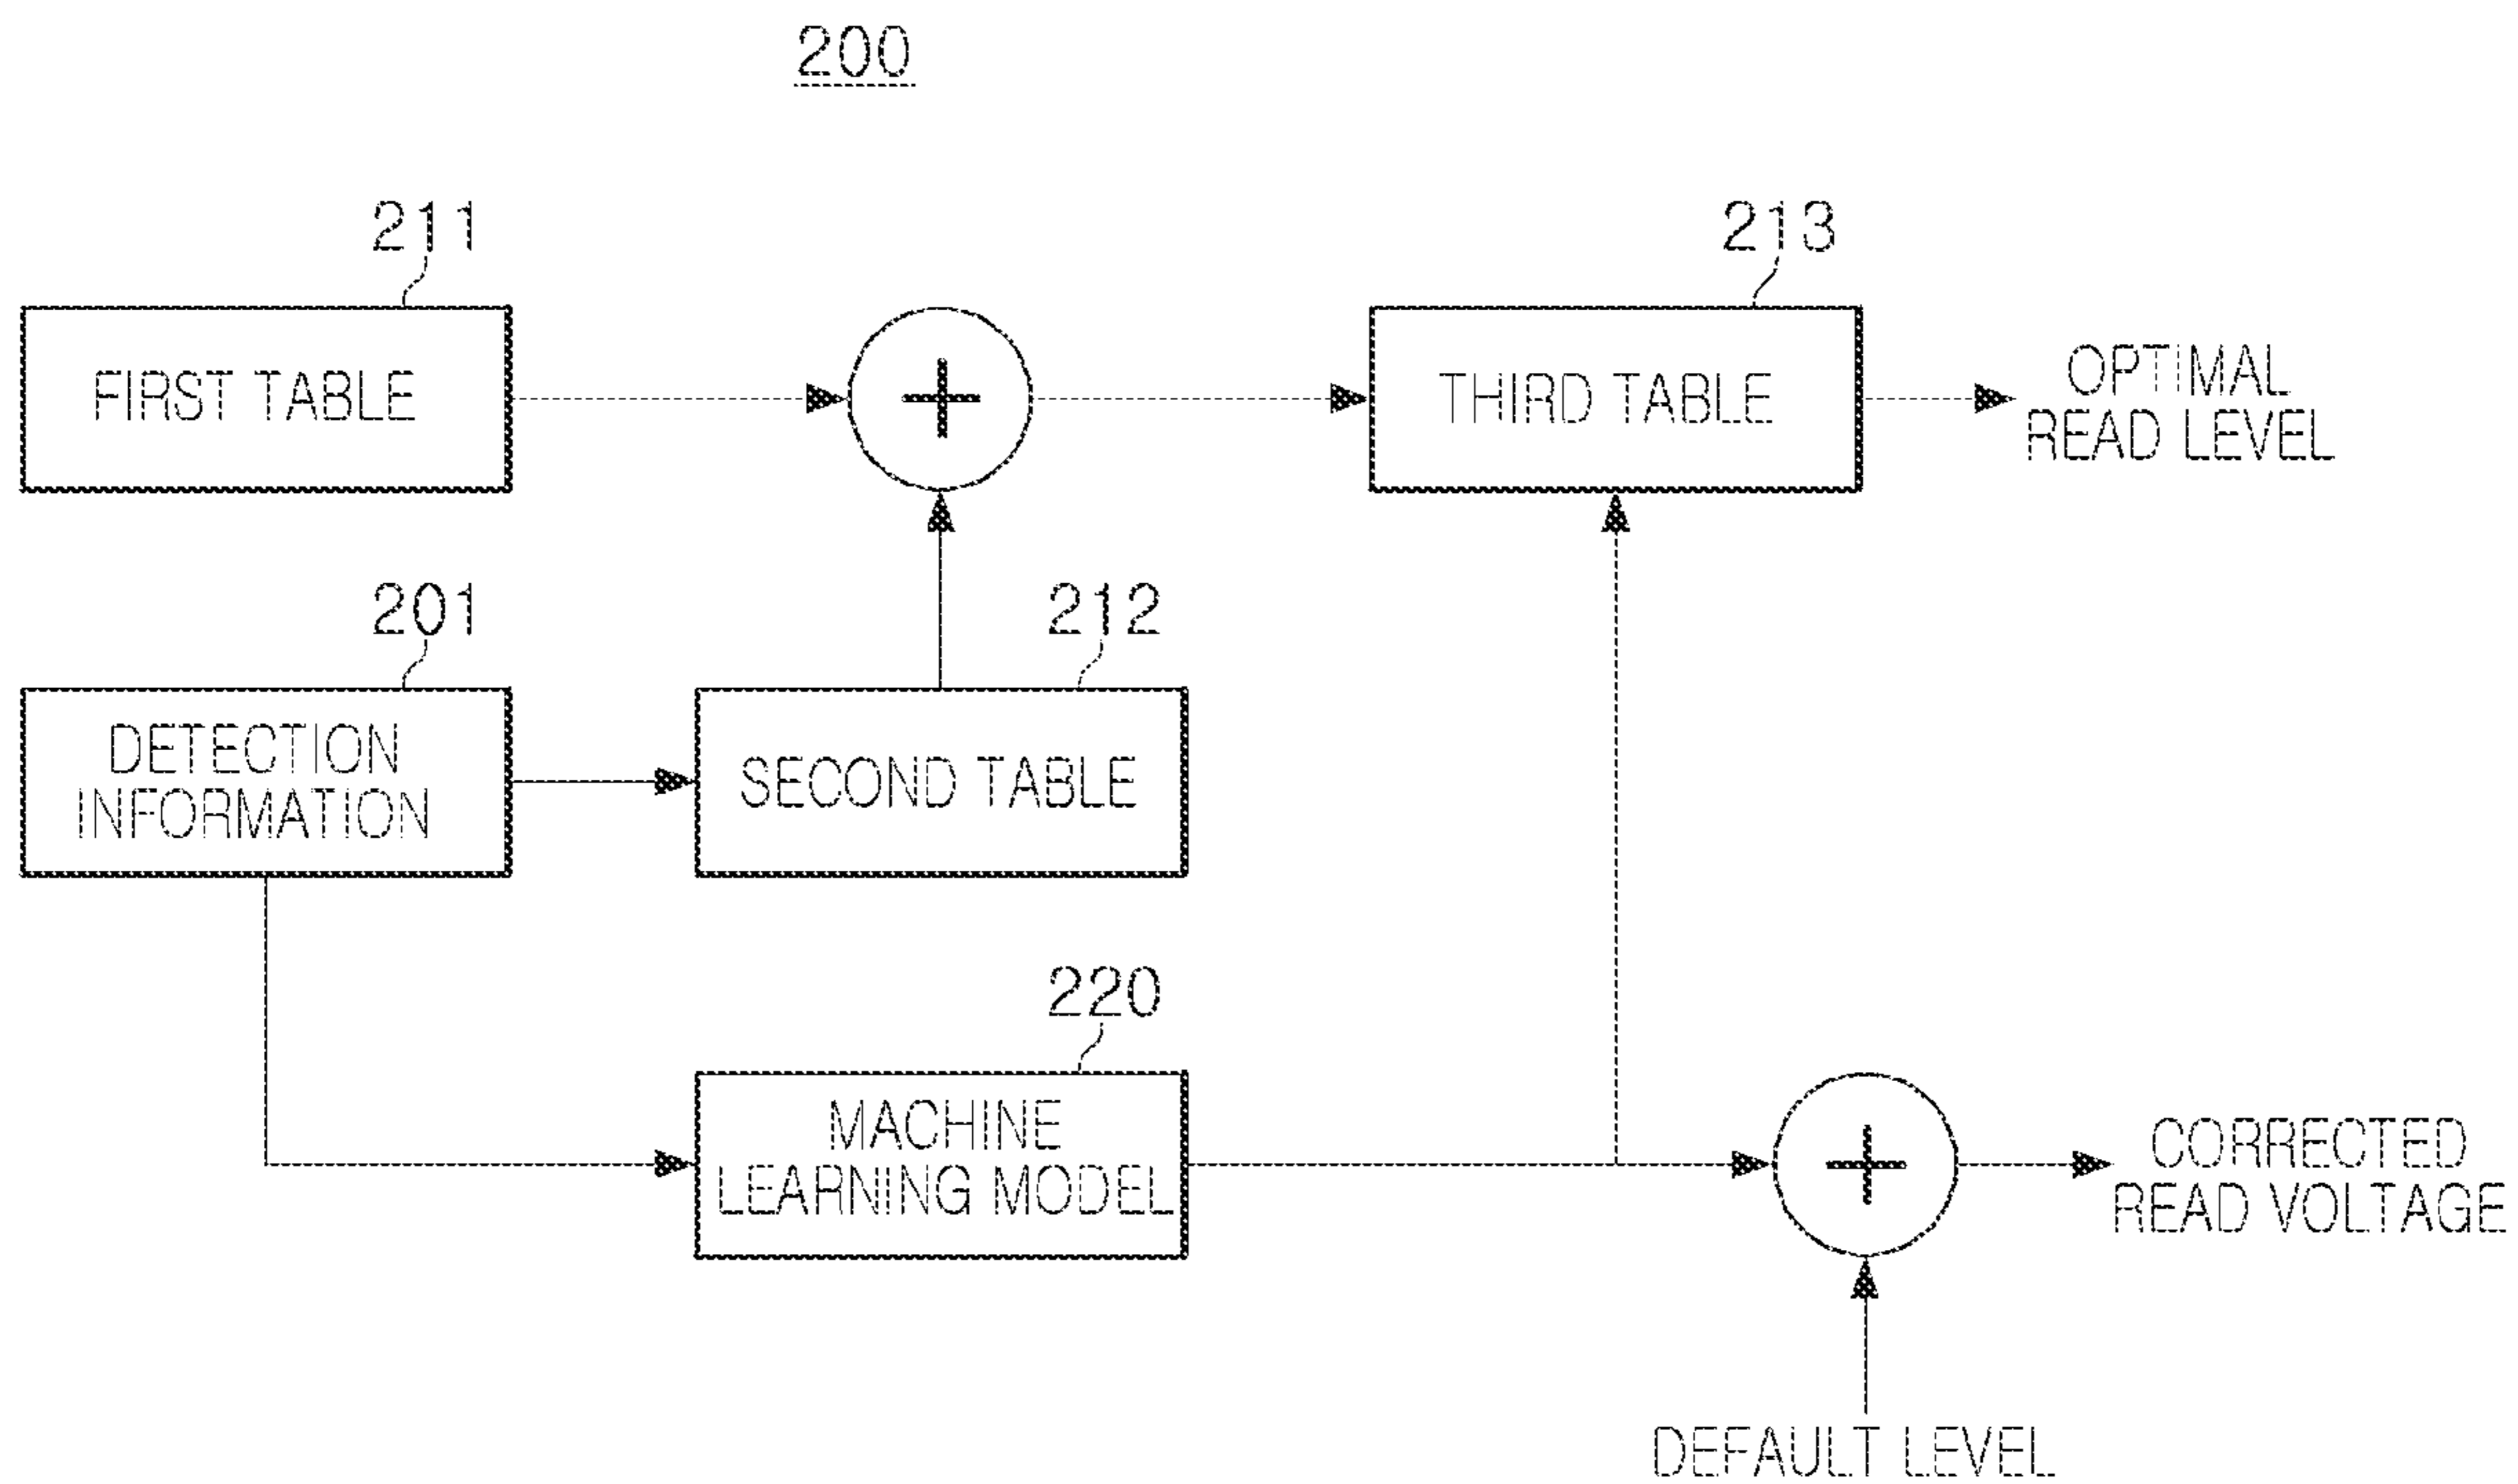 200
211
213
FIRST TABLE
THIRD TABLE
OPTIMAL
READ LEVEL
201
212
DETECTION
INFORMATION
SECOND TABLE
220
MACHINE
LEARNING MODEL
CORRECTED
READ VOLTAGE
DEFAULT LEVEL